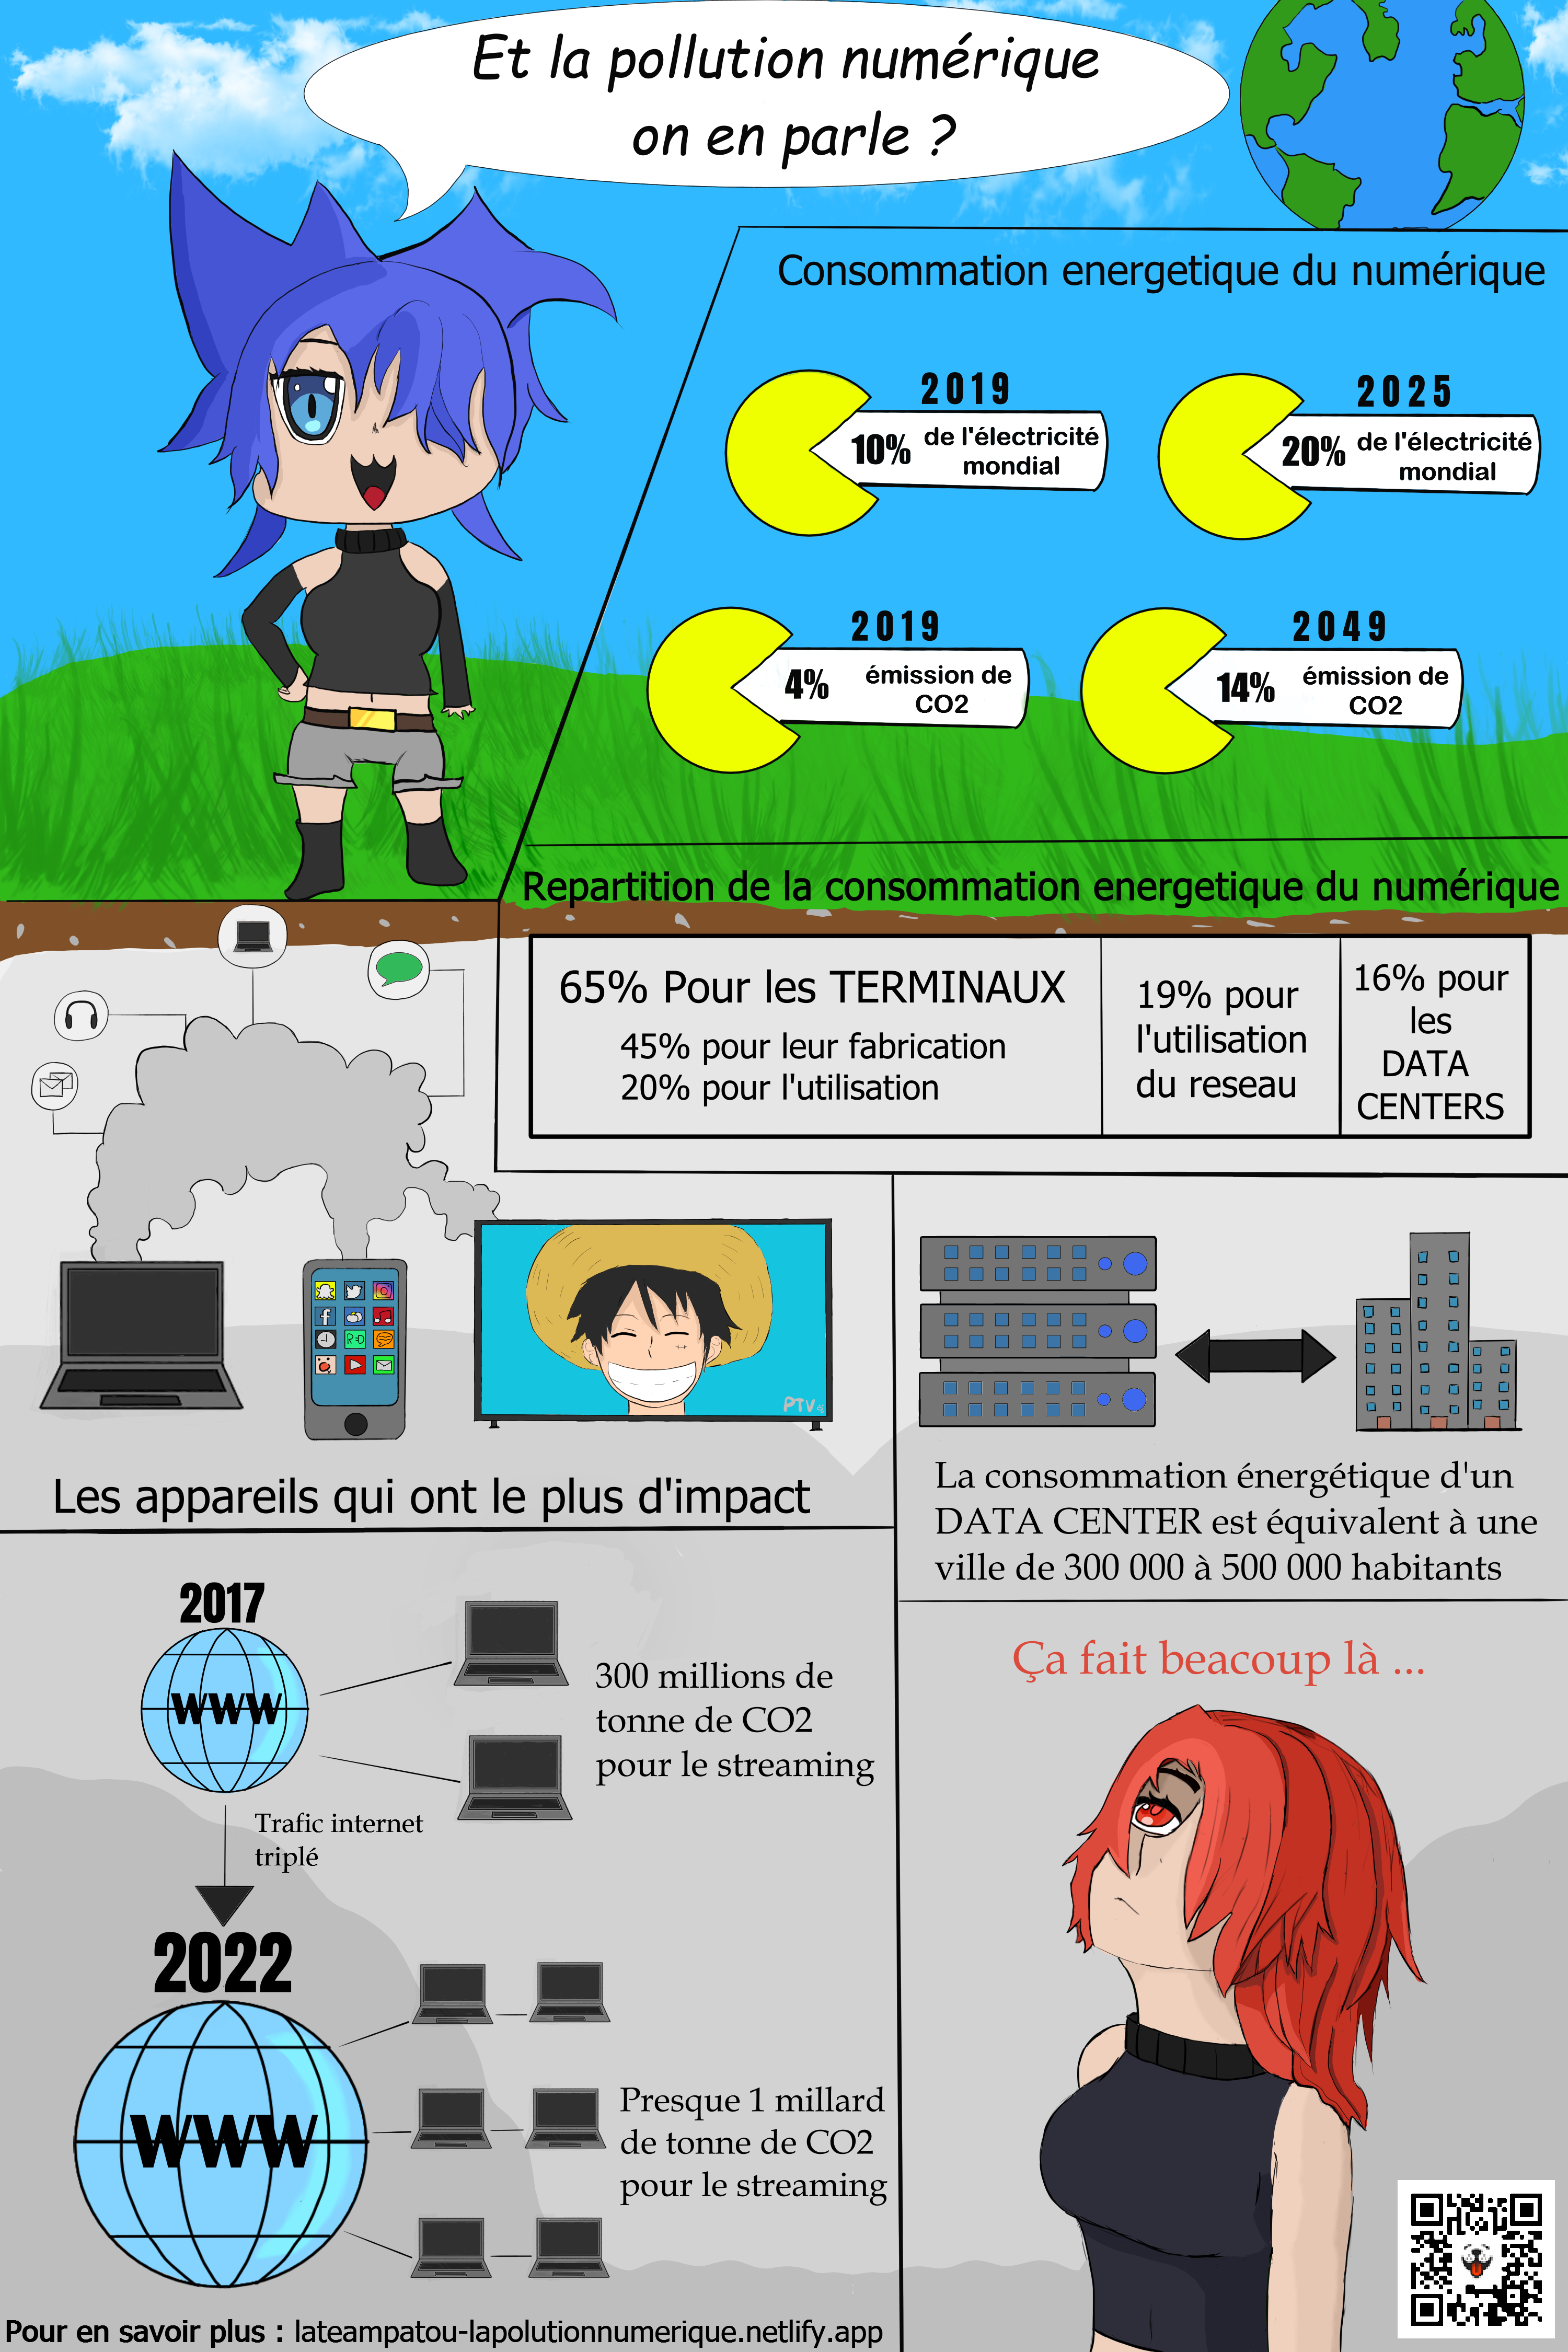 Et la pollution numérique
on en parle ?
Consommation energetique du numérique
2019
10% de l'électricité
mondial
2025
20% de l'électricité
mondial
2019
4% émission de
CO2
2049
14% émission de
CO2
Repartition de la consommation energetique du numérique
65% Pour les TERMINAUX
45% pour leur fabrication
20% pour l'utilisation
19% pour
l'utilisation
du reseau
16% pour
les
DATA
CENTERS
PTV
Les appareils qui ont le plus d'impact
La consommation énergétique d'un
DATA CENTER est équivalent à une
ville de 300 000 à 500 000 habitants
2017
WWW
300 millions de
tonne de CO2
pour le streaming
Trafic internet
triplé
2022
WWW
Presque 1 millard
de tonne de CO2
pour le streaming
Ça fait beacoup là ...
Pour en savoir plus : lateampatou-lapolutionnumerique.netlify.app